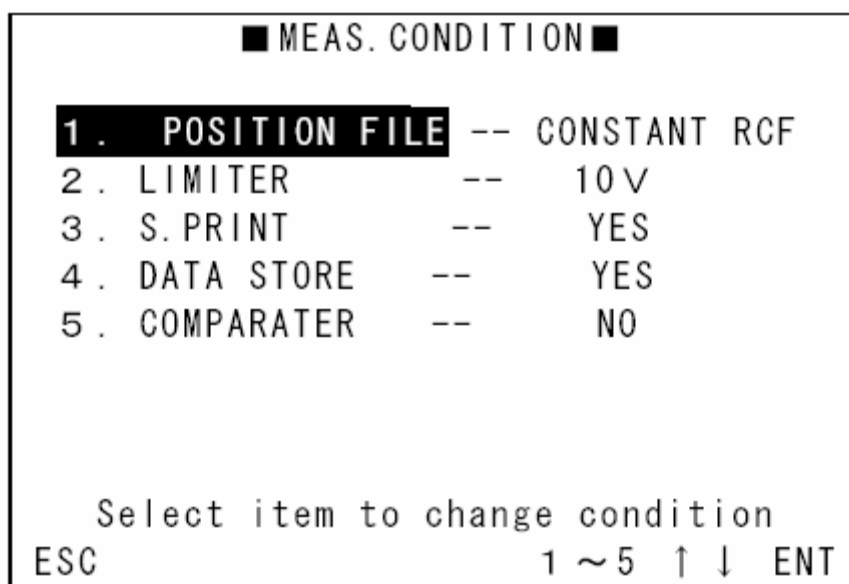 ■MEAS.CONDITION■
1. POSITION FILE -- CONSTANT RCF
2. LIMITER -- 10V
3. S.PRINT -- YES
4. DATA STORE -- YES
5. COMPARATER -- NO
Select item to change condition
ESC 1~5 ↑↓ ENT